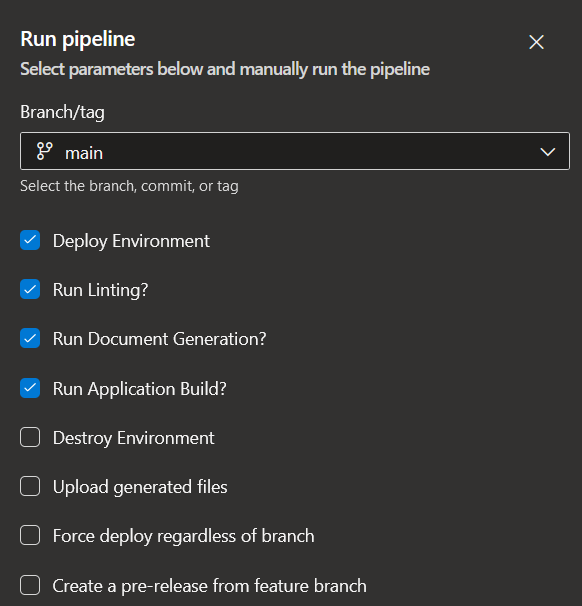 Run pipeline
Select parameters below and manually run the pipeline
Branch/tag
main
Select the branch, commit, or tag
Deploy Environment
Run Linting?
Run Document Generation?
Run Application Build?
Destroy Environment
Upload generated files
Force deploy regardless of branch
Create a pre-release from feature branch